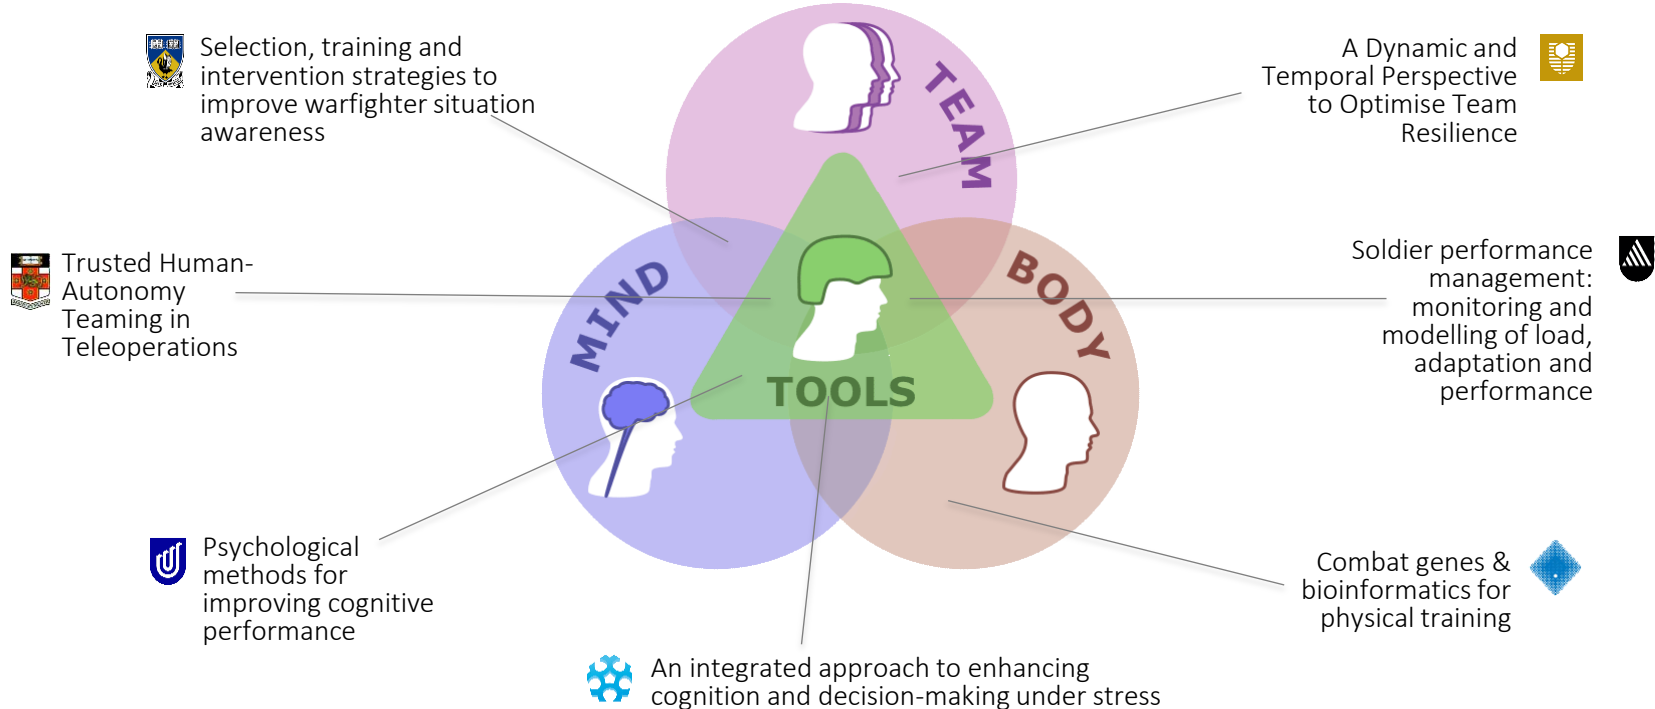 Selection, training and
intervention strategies to
improve warfighter situation
awareness
A Dynamic and
Temporal Perspective
to Optimise Team
Resilience
TEAM
Trusted Human-
Autonomy
Teaming in
Teleoperations
MIND
BODY
Soldier performance
management:
monitoring and
modelling of load,
adaptation and
performance
TOOLS
Psychological
methods for
improving cognitive
performance
Combat genes &
bioinformatics for
physical training
An integrated approach to enhancing
cognition and decision-making under stress